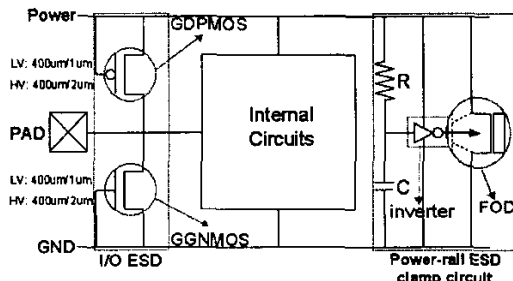 Power
GDPMOS
LV: 400um/1um
HV: 400um/2um
R
PAD
Internal
Circuits
LV: 400um/1um
HV: 400um/2um
C
inverter
FOD
GGNMOS
GND
I/O ESD
Power-rail ESD
clamp circuit